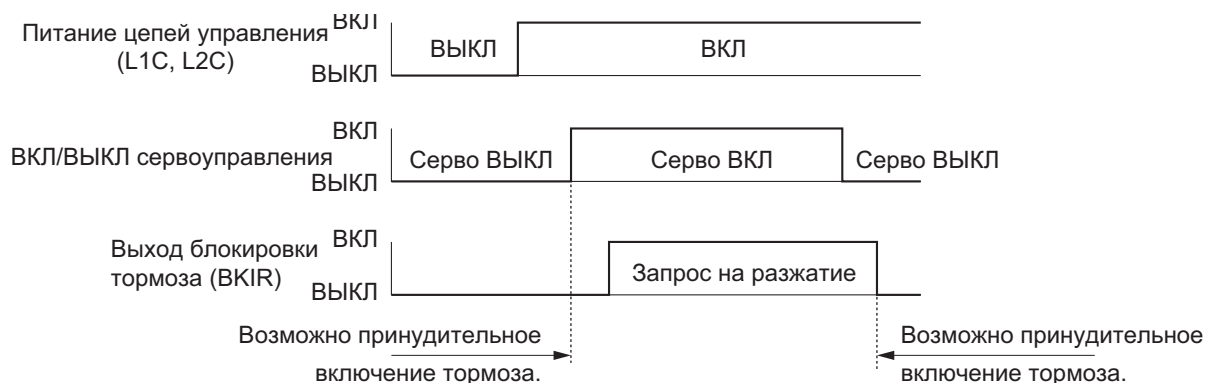 ВКЛ
Питание цепей управления
(L1C, L2C)
ВЫКЛ
ВКЛ
ВЫКЛ
ВКЛ
ВКЛ/ВЫКЛ сервоуправления
Серво ВЫКЛ
Серво ВКЛ
Серво ВЫКЛ
ВЫКЛ
ВКЛ
Выход блокировки
тормоза (BKIR)
Запрос на разжатие
ВЫКЛ
Возможно принудительное
включение тормоза.
Возможно принудительное
включение тормоза.